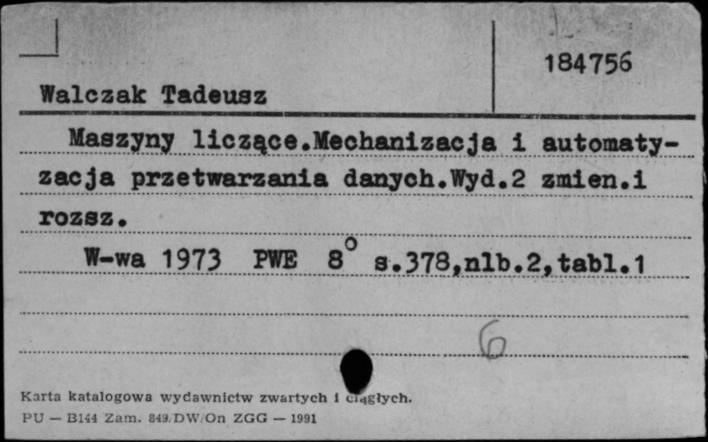 184756
Walczak Tadeusz
Maszyny liczące.Mechanizacja i automaty-
zacja przetwarzania danych.Wyd.2 zmien.i
rozsz.
W-wa 1973 PWE 8° s.378,nlb.2,tabl.1
6
Karta katalogowa wydawnictw zwartych i ciągłych.
PU — B144 Zam. 849/DW/On ZGG — 1991